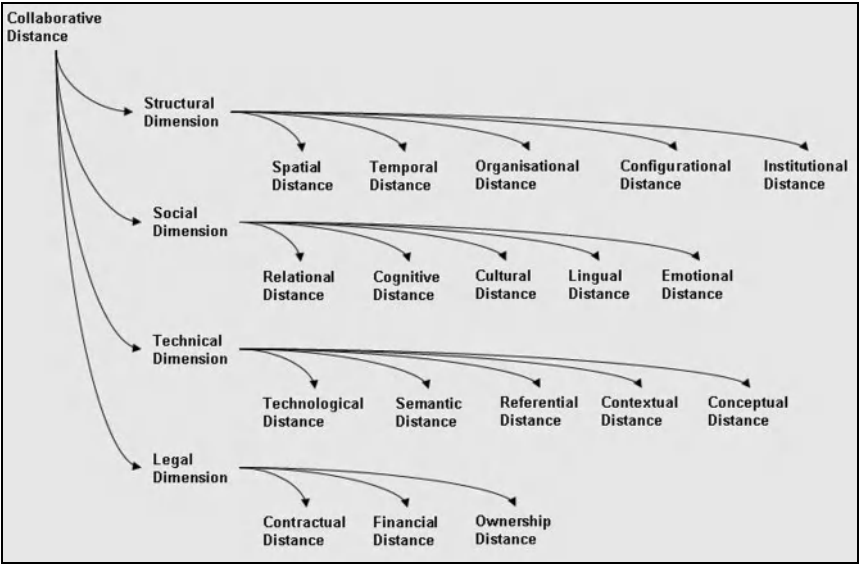 Collaborative
Distance
Structural
Dimension
Spatial
Distance
Temporal
Distance
Organisational
Distance
Configurational
Distance
Institutional
Distance
Social
Dimension
Relational
Distance
Cognitive
Distance
Cultural
Distance
Lingual
Distance
Emotional
Distance
Technical
Dimension
Technological
Distance
Semantic
Distance
Referential
Distance
Contextual
Distance
Conceptual
Distance
Legal
Dimension
Contractual
Distance
Financial
Distance
Ownership
Distance